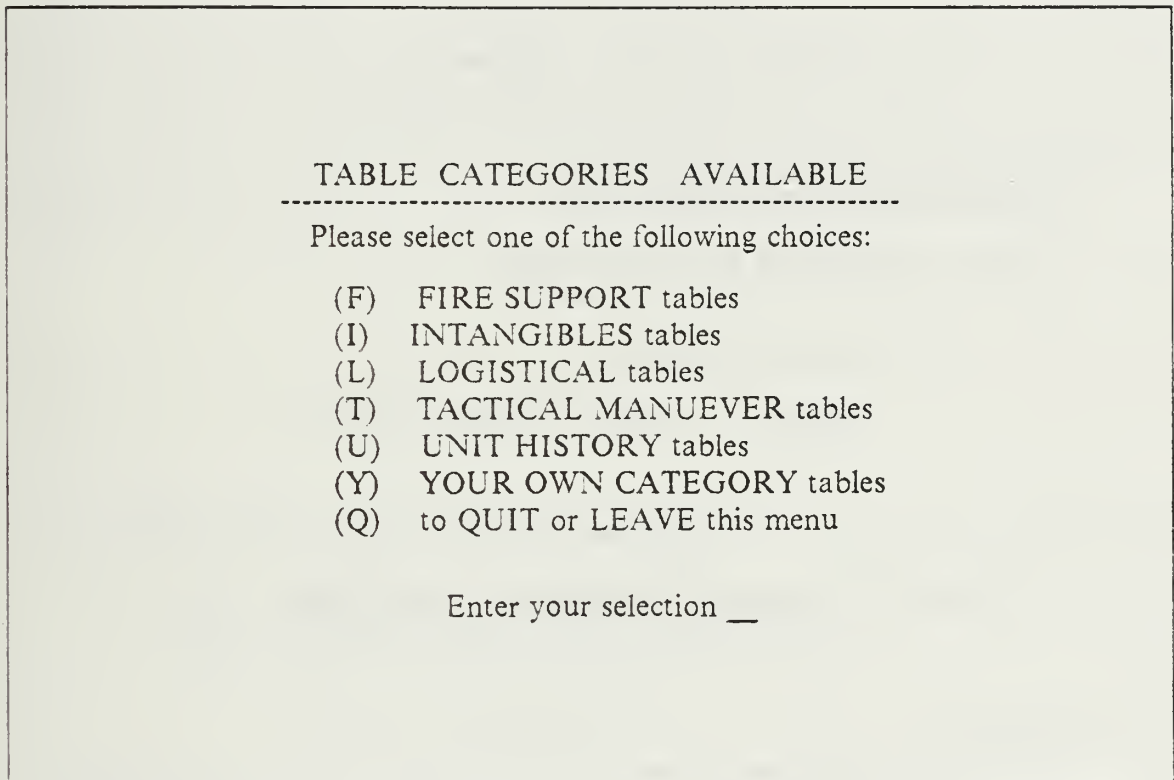 TABLE CATEGORIES AVAILABLE
--------------------------------------------------------
Please select one of the following choices:
(F) FIRE SUPPORT tables
(I) INTANGIBLES tables
(L) LOGISTICAL tables
(T) TACTICAL MANUEVER tables
(U) UNIT HISTORY tables
(Y) YOUR OWN CATEGORY tables
(Q) to QUIT or LEAVE this menu
Enter your selection __